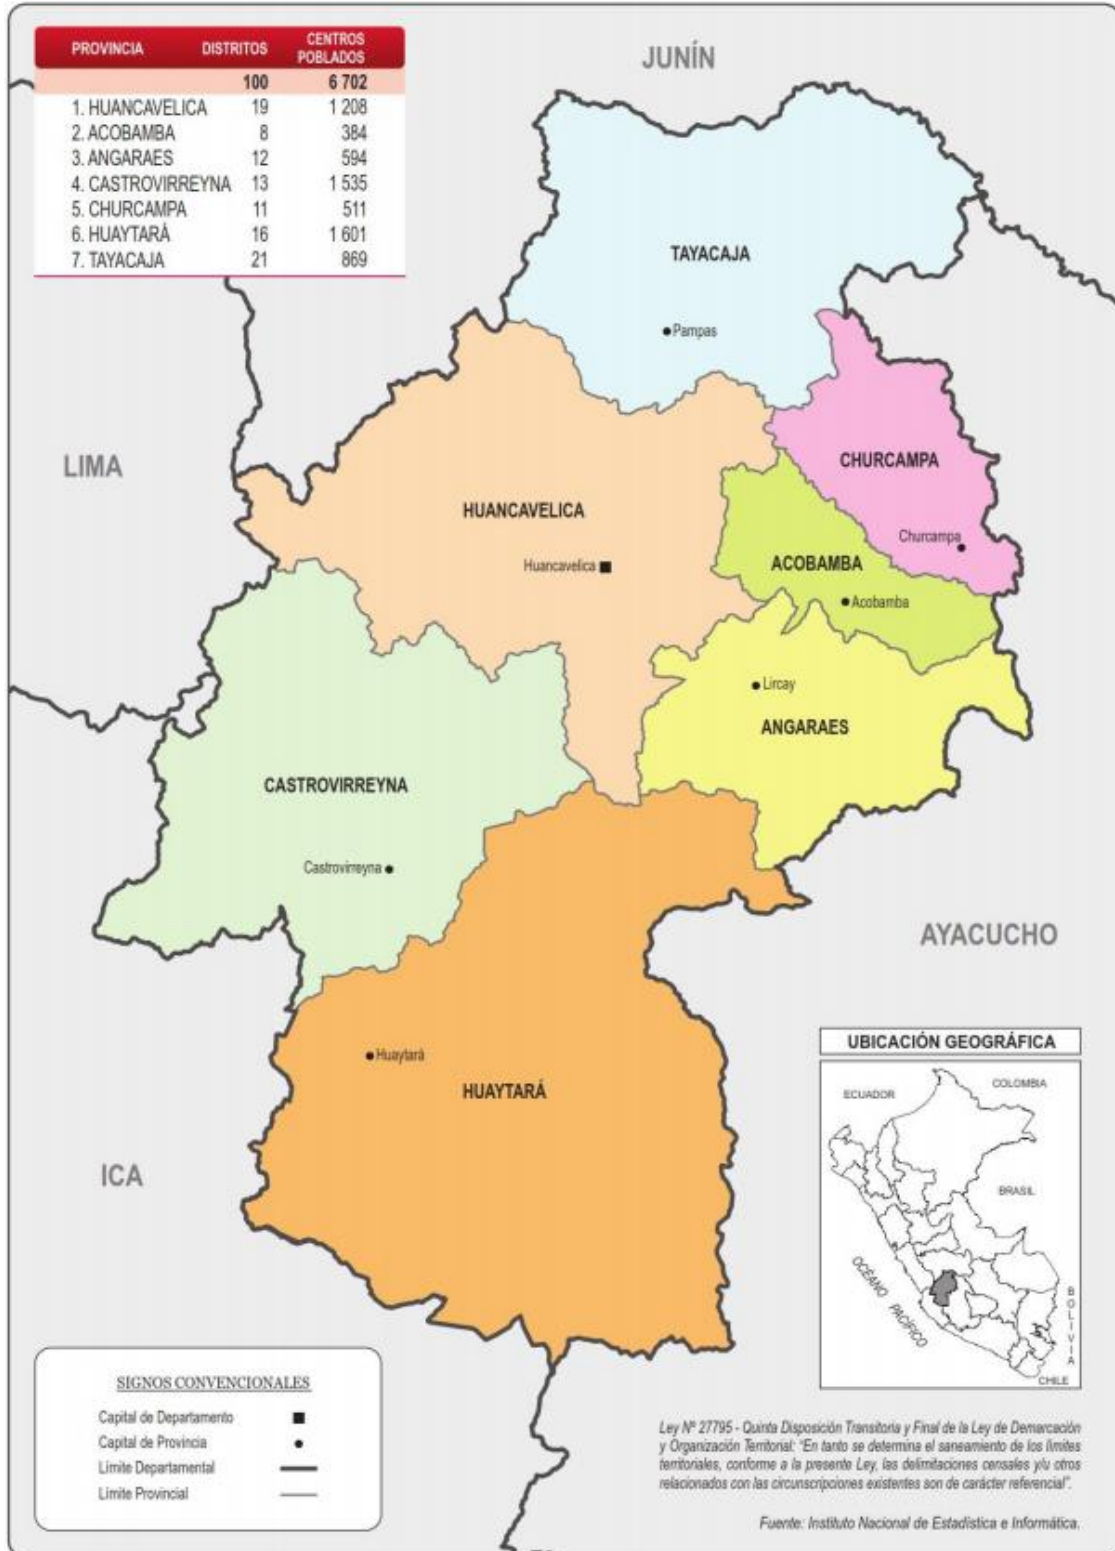 PROVINCIA DISTRITOS CENTROS POBLADOS
100 6 702
1. HUANCAVELICA 19 1 208
2. ACOBAMBA 8 384
3. ANGARAES 12 594
4. CASTROVIRREYNA 13 1 535
5. CHURCAMPA 11 511
6. HUAYTARÁ 16 1 601
7. TAYACAJA 21 869
JUNÍN
TAYACAJA
Pampas
LIMA
CHURCAMPA
HUANCAVELICA
Churcampa
Huancavelica
ACOBAMBA
Acobamba
Lircay
ANGARAES
CASTROVIRREYNA
Castrovirreyna
AYACUCHO
Huaytará
HUAYTARÁ
ICA
UBICACIÓN GEOGRÁFICA
ECUADOR
COLOMBIA
BRASIL
OCÉANO PACÍFICO
BOLIVIA
CHILE
SIGNOS CONVENCIONALES
Capital de Departamento
Capital de Provincia
Límite Departamental
Límite Provincial
Ley Nº 27795 - Quinta Disposición Transitoria y Final de la Ley de Demarcación
y Organización Territorial: "En tanto se determina el saneamiento de los límites
territoriales, conforme a la presente Ley, las delimitaciones censales y/u otros
relacionados con las circunscripciones existentes son de carácter referencial".
Fuente: Instituto Nacional de Estadística e Informática.